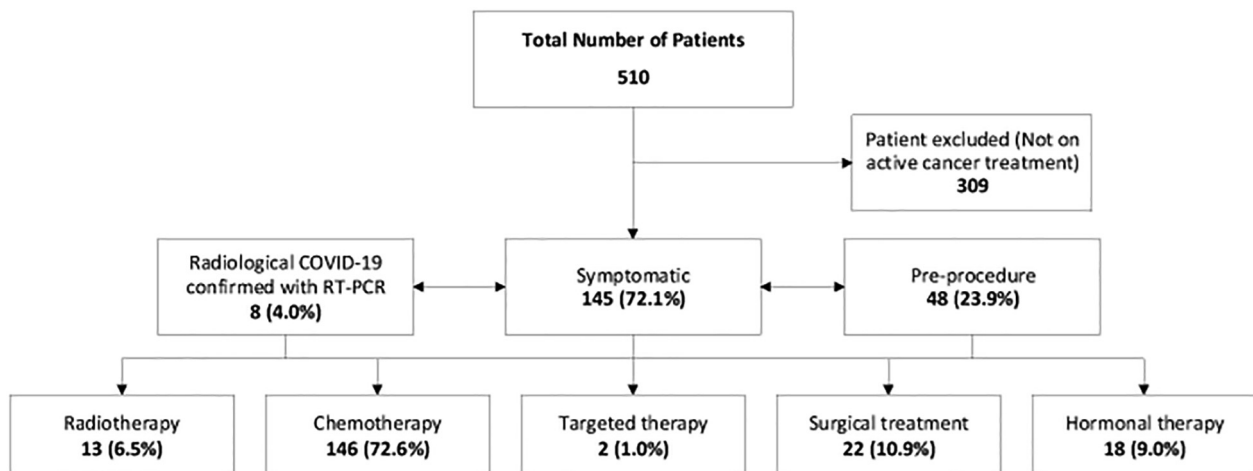 Total Number of Patients
510
Patient excluded (Not on
active cancer treatment)
309
Radiological COVID-19
confirmed with RT-PCR
8 (4.0%)
Symptomatic
145 (72.1%)
Pre-procedure
48 (23.9%)
Radiotherapy
13 (6.5%)
Chemotherapy
146 (72.6%)
Targeted therapy
2 (1.0%)
Surgical treatment
22 (10.9%)
Hormonal therapy
18 (9.0%)